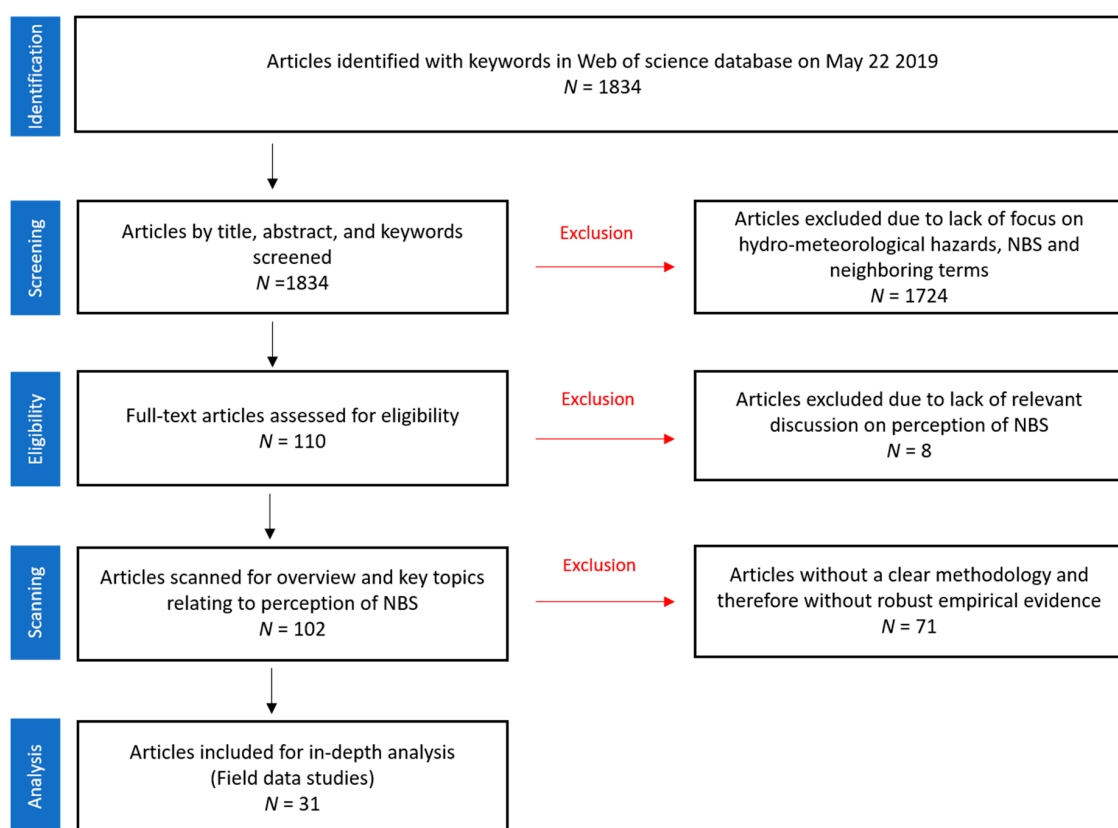 Identification
Articles identified with keywords in Web of science database on May 22 2019
N = 1834
Screening
Articles by title, abstract, and keywords
screened
N =1834
Exclusion
Articles excluded due to lack of focus on
hydro-meteorological hazards, NBS and
neighboring terms
N = 1724
Eligibility
Full-text articles assessed for eligibility
N = 110
Exclusion
Articles excluded due to lack of relevant
discussion on perception of NBS
N = 8
Scanning
Articles scanned for overview and key topics
relating to perception of NBS
N = 102
Exclusion
Articles without a clear methodology and
therefore without robust empirical evidence
N = 71
Analysis
Articles included for in-depth analysis
(Field data studies)
N = 31